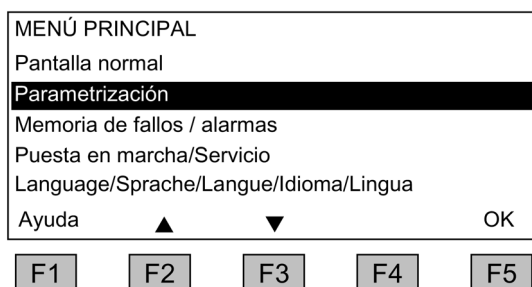 MENÚ PRINCIPAL
Pantalla normal
Parametrización
Memoria de fallos / alarmas
Puesta en marcha/Servicio
Language/Sprache/Langue/Idioma/Lingua
Ayuda ▲ ▼ OK
F1 F2 F3 F4 F5